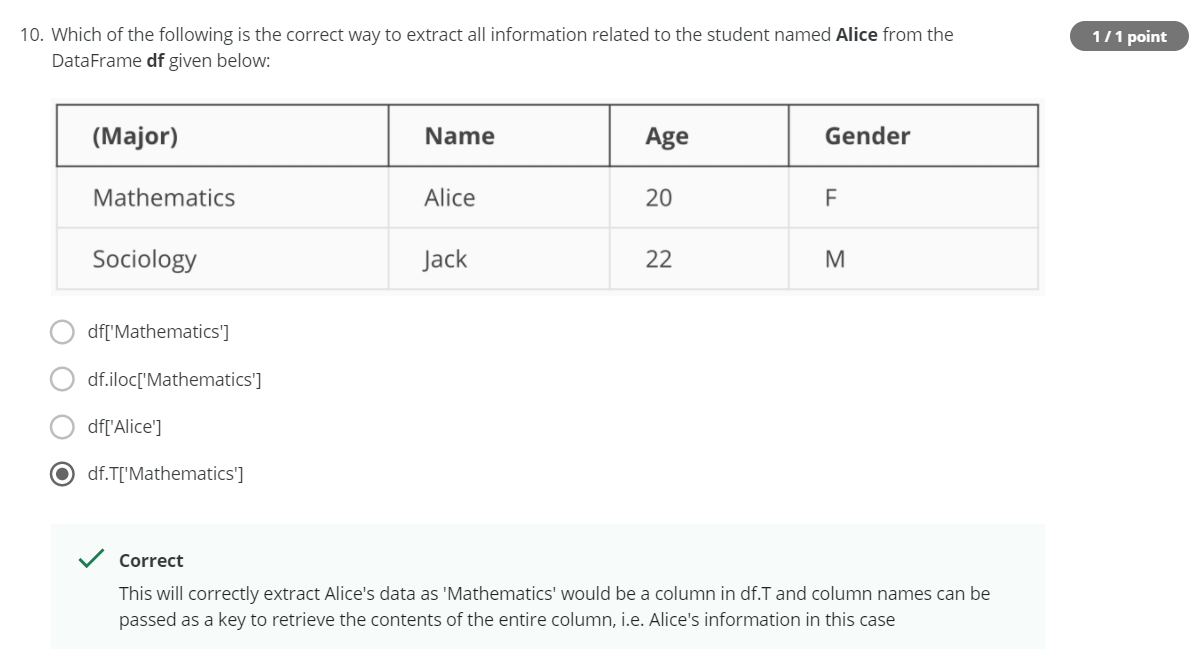 10. Which of the following is the correct way to extract all information related to the student named Alice from the
1 / 1 point
DataFrame df given below:
(Major) Name Age Gender
Mathematics Alice 20 F
Sociology Jack 22 M
df['Mathematics']
df.iloc['Mathematics']
df['Alice']
df.T['Mathematics']
Correct
This will correctly extract Alice's data as 'Mathematics' would be a column in df.T and column names can be
passed as a key to retrieve the contents of the entire column, i.e. Alice's information in this case